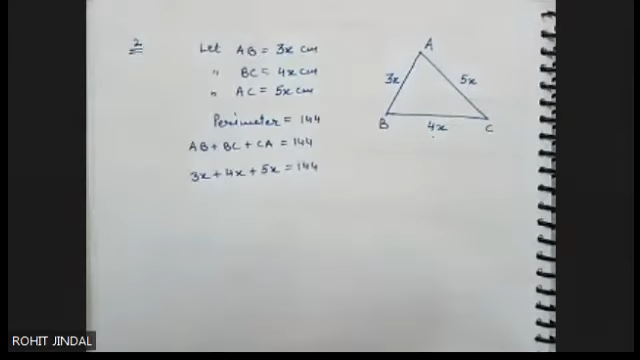 2
Let AB = 3x cm
" BC = 4x cm
" AC = 5x cm
Perimeter = 144
AB + BC + CA = 144
3x + 4x + 5x = 144
A
3x
5x
B
4x
C
ROHIT JINDAL